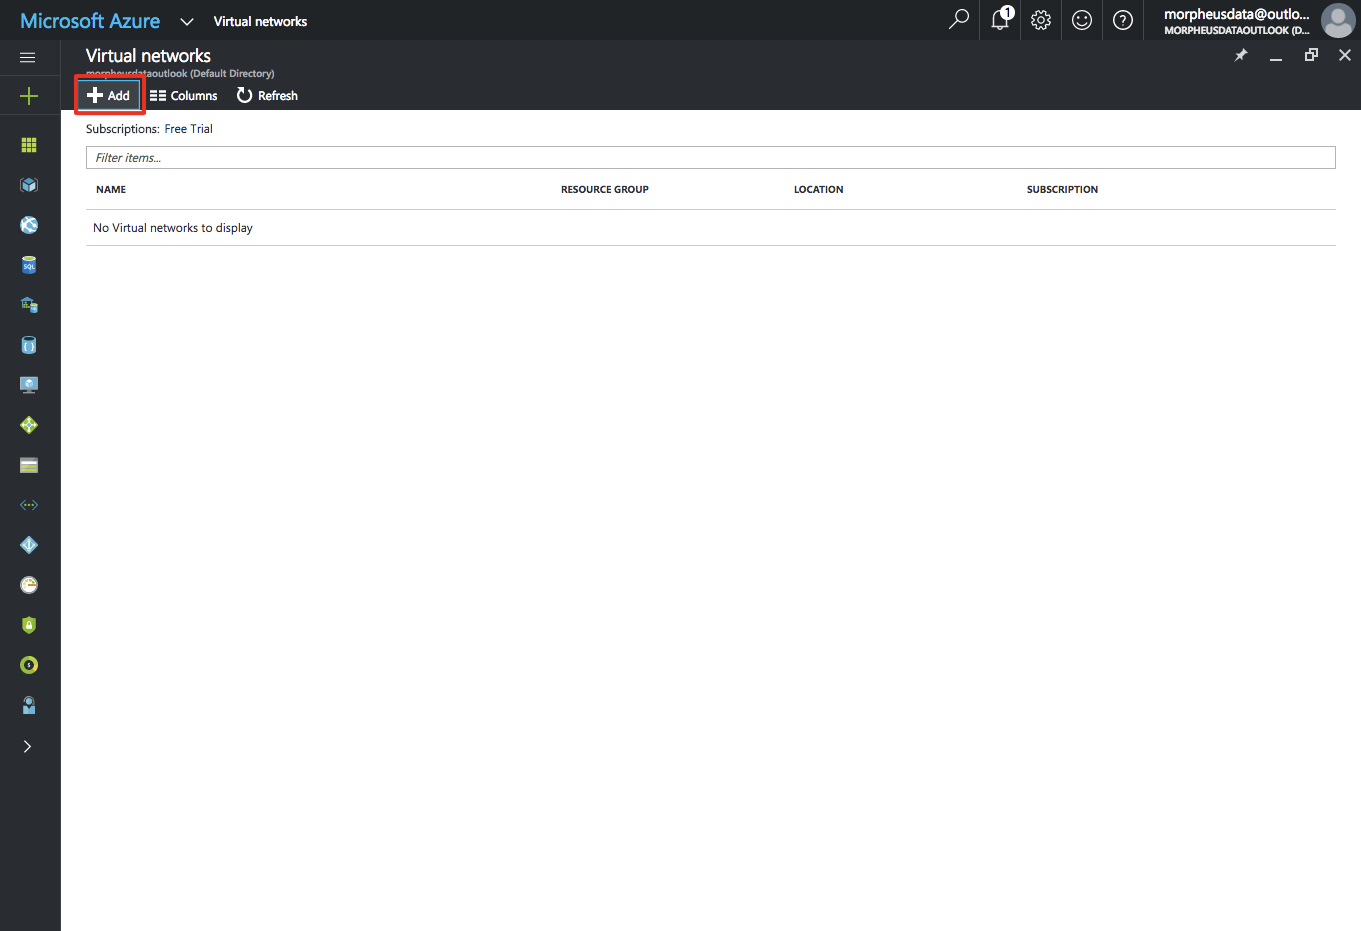 Microsoft Azure Virtual networks 1 morpheusdata@outlo...
MORPHEUSDATAOUTLOOK (D...
Virtual networks
morpheusdataoutlook (Default Directory)
Add Columns Refresh
Subscriptions: Free Trial
Filter items...
NAME RESOURCE GROUP LOCATION SUBSCRIPTION
No Virtual networks to display
SQL